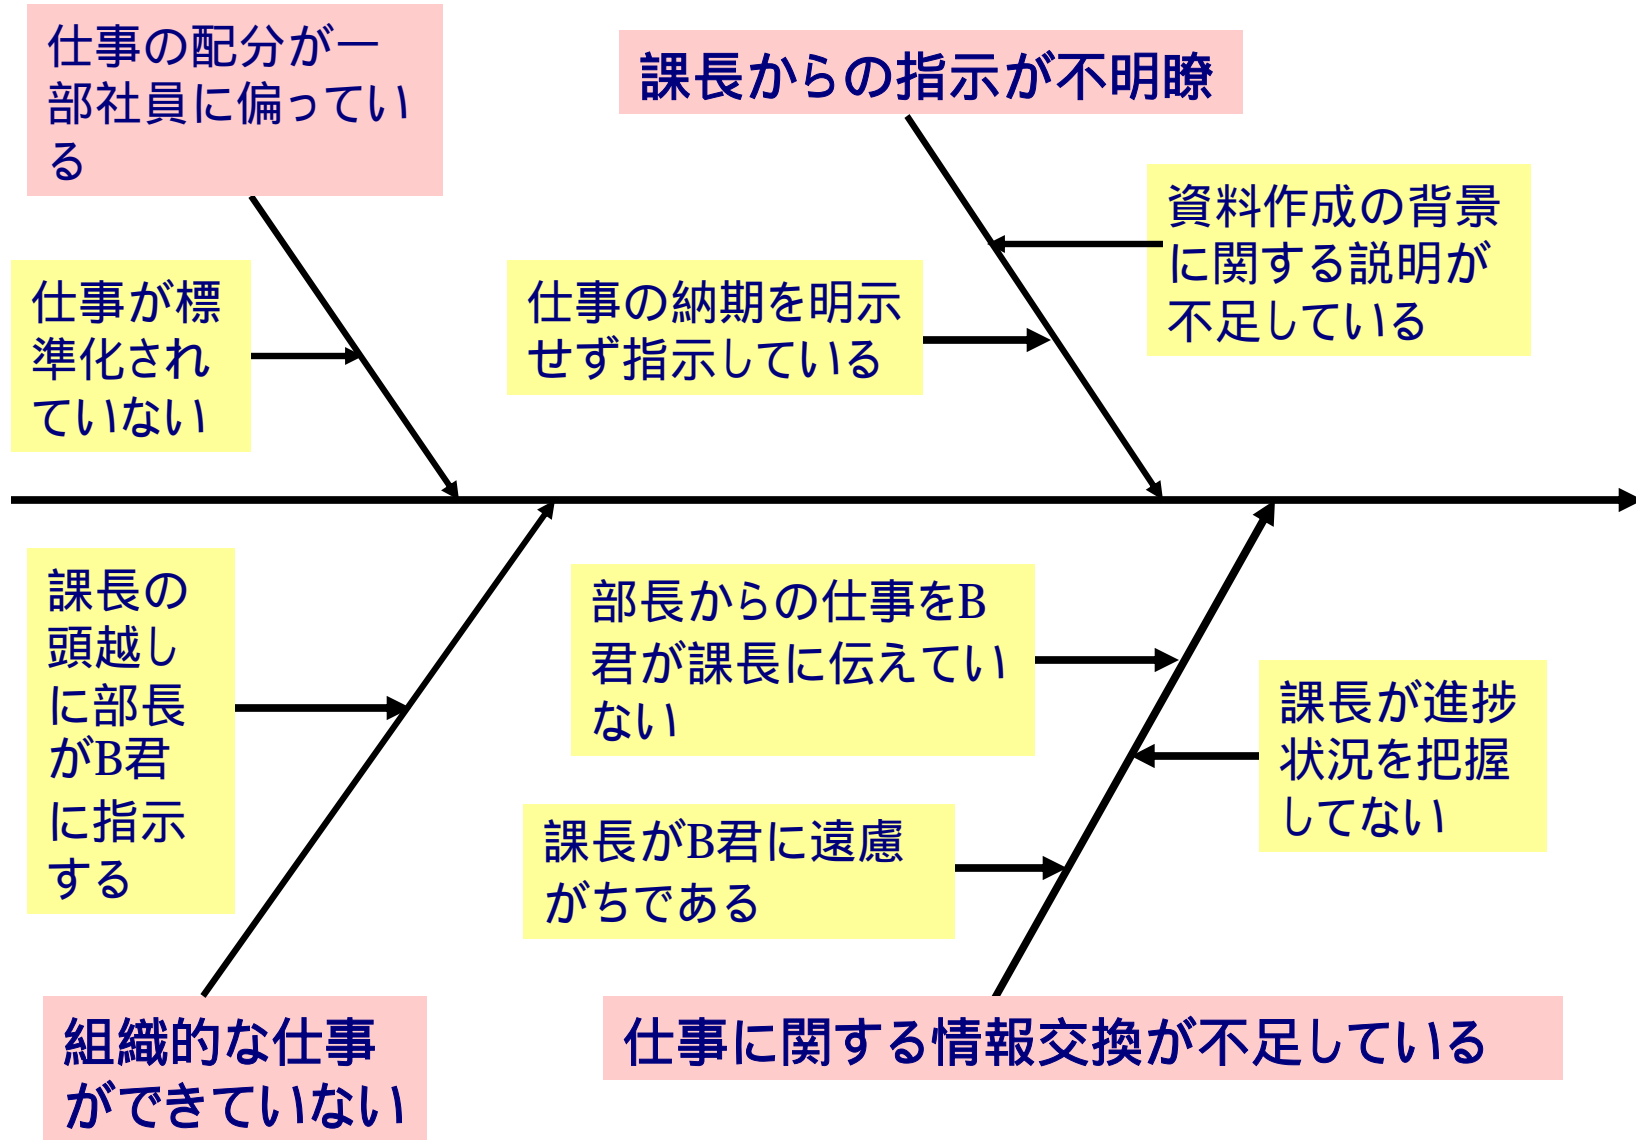 仕事の配分が一
部社員に偏ってい
る
課長からの指示が不明瞭
資料作成の背景
に関する説明が
不足している
仕事が標
準化され
ていない
仕事の納期を明示
せず指示している
課長の
頭越し
に部長
がB君
に指示
する
部長からの仕事をB
君が課長に伝えてい
ない
課長が進捗
状況を把握
してない
課長がB君に遠慮
がちである
組織的な仕事
ができていない
仕事に関する情報交換が不足している